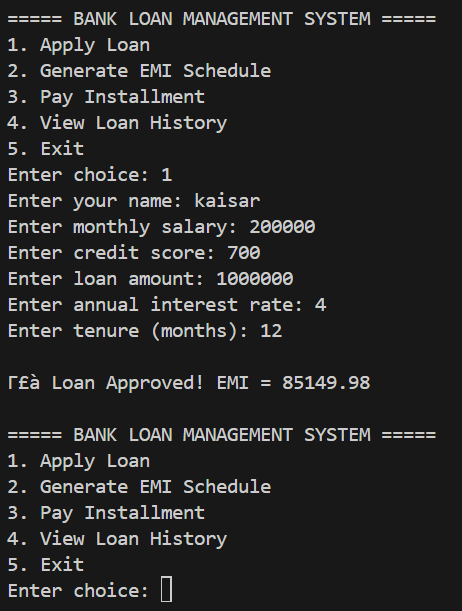 ===== BANK LOAN MANAGEMENT SYSTEM =====
1. Apply Loan
2. Generate EMI Schedule
3. Pay Installment
4. View Loan History
5. Exit
Enter choice: 1
Enter your name: kaisar
Enter monthly salary: 200000
Enter credit score: 700
Enter loan amount: 1000000
Enter annual interest rate: 4
Enter tenure (months): 12
Γ£à Loan Approved! EMI = 85149.98
===== BANK LOAN MANAGEMENT SYSTEM =====
1. Apply Loan
2. Generate EMI Schedule
3. Pay Installment
4. View Loan History
5. Exit
Enter choice: